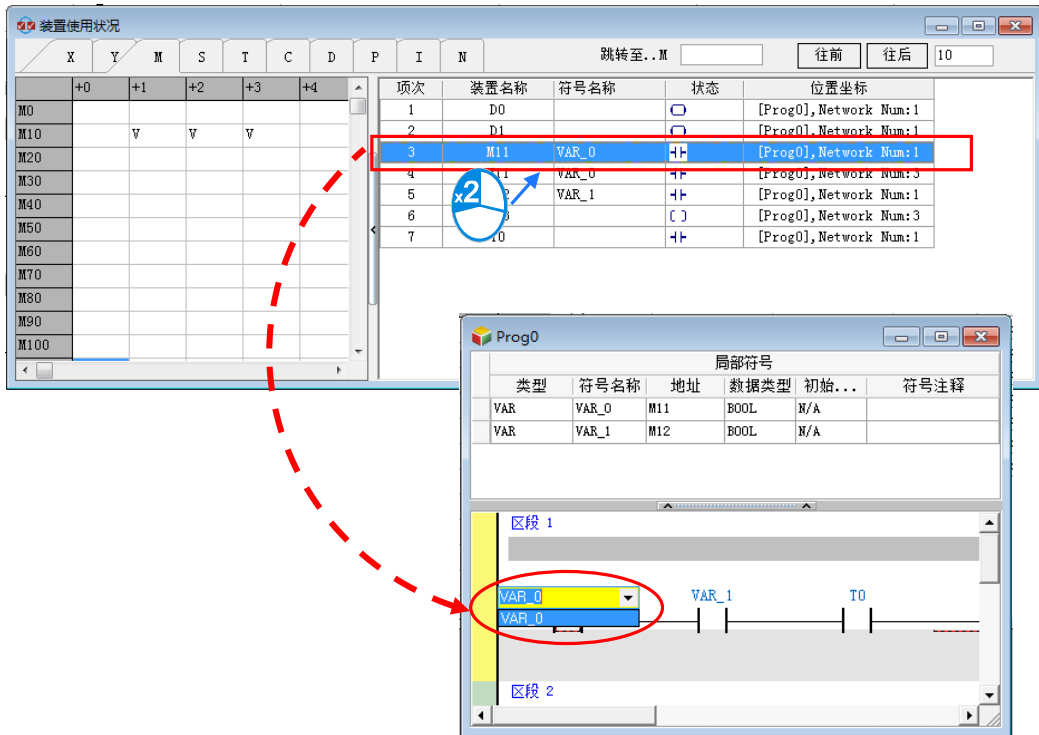 装置使用状况
X Y M S T C D P I N 跳转至..M 往前 往后 10
+0 +1 +2 +3 +4
M0
M10 V V V
M20
M30
M40
M50
M60
M70
M80
M90
M100
项次 装置名称 符号名称 状态 位置坐标
1 D0 [Prog0],Network Num:1
2 D1 [Prog0],Network Num:1
3 M11 VAR_0 [Prog0],Network Num:1
4 VAR_0 [Prog0],Network Num:3
5 VAR_1 [Prog0],Network Num:1
6 [Prog0],Network Num:3
7 [Prog0],Network Num:1
x2
Prog0
局部符号
类型 符号名称 地址 数据类型 初始... 符号注释
VAR VAR_0 M11 BOOL N/A
VAR VAR_1 M12 BOOL N/A
区段 1
VAR_0 VAR_1 T0
VAR_0
区段 2